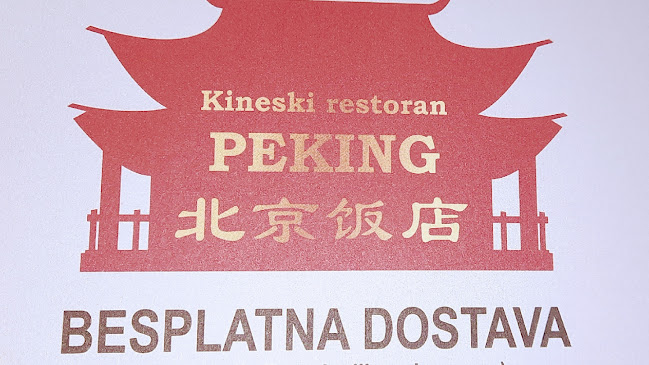 Kineski restoran
PEKING
北京饭店
BESPLATNA DOSTAVA